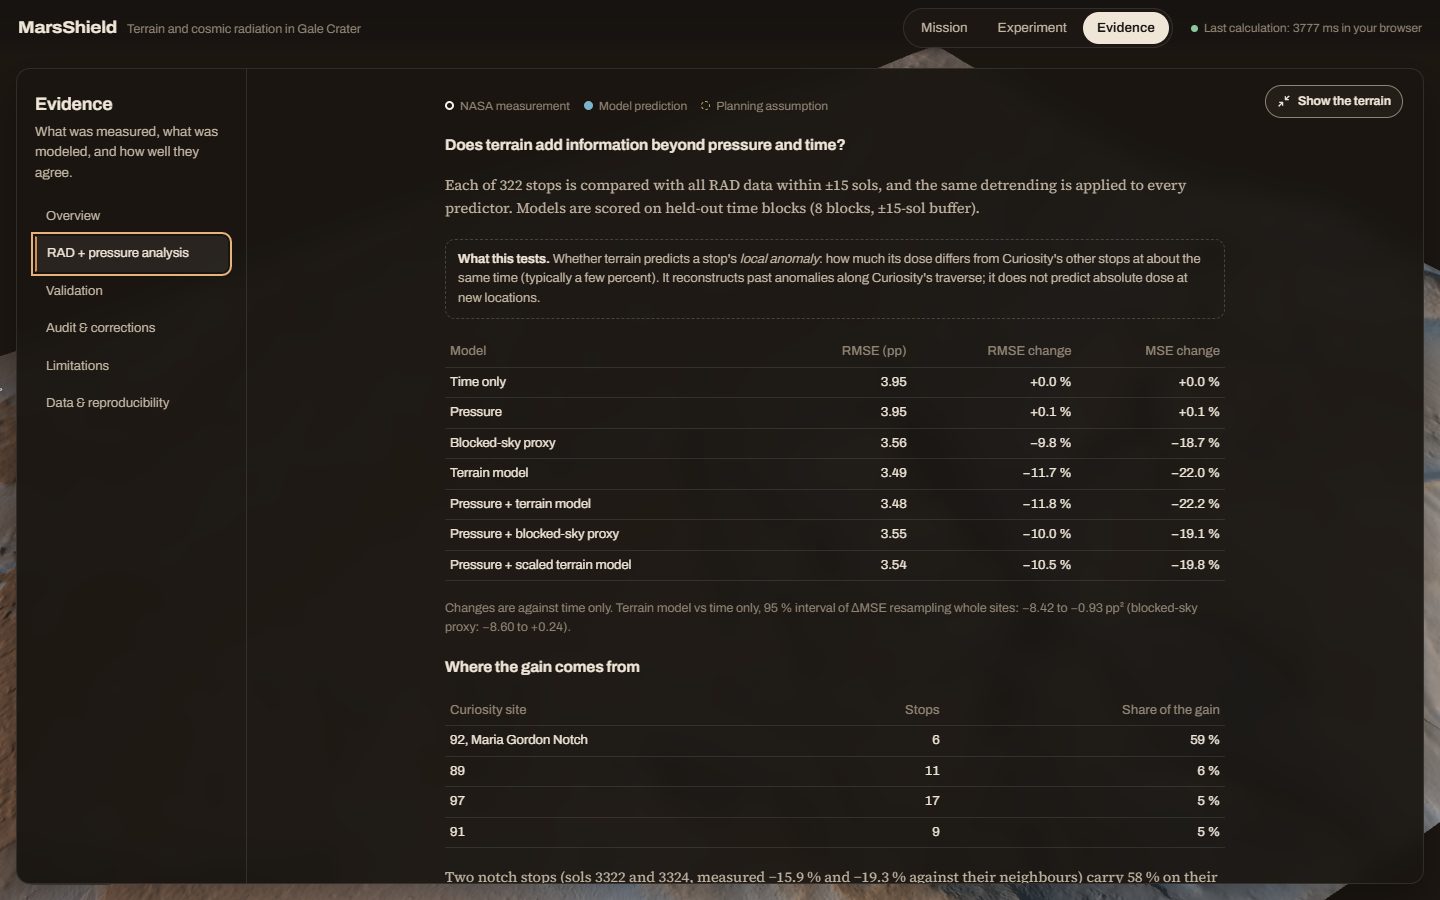 MarsShield Terrain and cosmic radiation in Gale Crater
Mission Experiment Evidence
Last calculation: 3777 ms in your browser
Evidence
What was measured, what was
modeled, and how well they
agree.
Overview
RAD + pressure analysis
Validation
Audit & corrections
Limitations
Data & reproducibility
NASA measurement Model prediction Planning assumption
Show the terrain
Does terrain add information beyond pressure and time?
Each of 322 stops is compared with all RAD data within ±15 sols, and the same detrending is applied to every
predictor. Models are scored on held-out time blocks (8 blocks, ±15-sol buffer).
What this tests. Whether terrain predicts a stop's local anomaly: how much its dose differs from Curiosity's other stops at about the
same time (typically a few percent). It reconstructs past anomalies along Curiosity's traverse; it does not predict absolute dose at
new locations.
Model RMSE (pp) RMSE change MSE change
Time only 3.95 +0.0 % +0.0 %
Pressure 3.95 +0.1 % +0.1 %
Blocked-sky proxy 3.56 −9.8 % −18.7 %
Terrain model 3.49 −11.7 % −22.0 %
Pressure + terrain model 3.48 −11.8 % −22.2 %
Pressure + blocked-sky proxy 3.55 −10.0 % −19.1 %
Pressure + scaled terrain model 3.54 −10.5 % −19.8 %
Changes are against time only. Terrain model vs time only, 95 % interval of ΔMSE resampling whole sites: −8.42 to −0.93 pp² (blocked-sky
proxy: −8.60 to +0.24).
Where the gain comes from
Curiosity site Stops Share of the gain
92, Maria Gordon Notch 6 59 %
89 11 6 %
97 17 5 %
91 9 5 %
Two notch stops (sols 3322 and 3324, measured −15.9 % and −19.3 % against their neighbours) carry 58 % on their